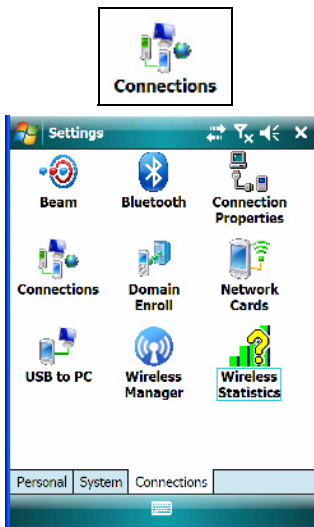 Connections
Settings
Beam Bluetooth Connection Properties
Connections Domain Enroll Network Cards
USB to PC Wireless Manager Wireless Statistics
Personal System Connections